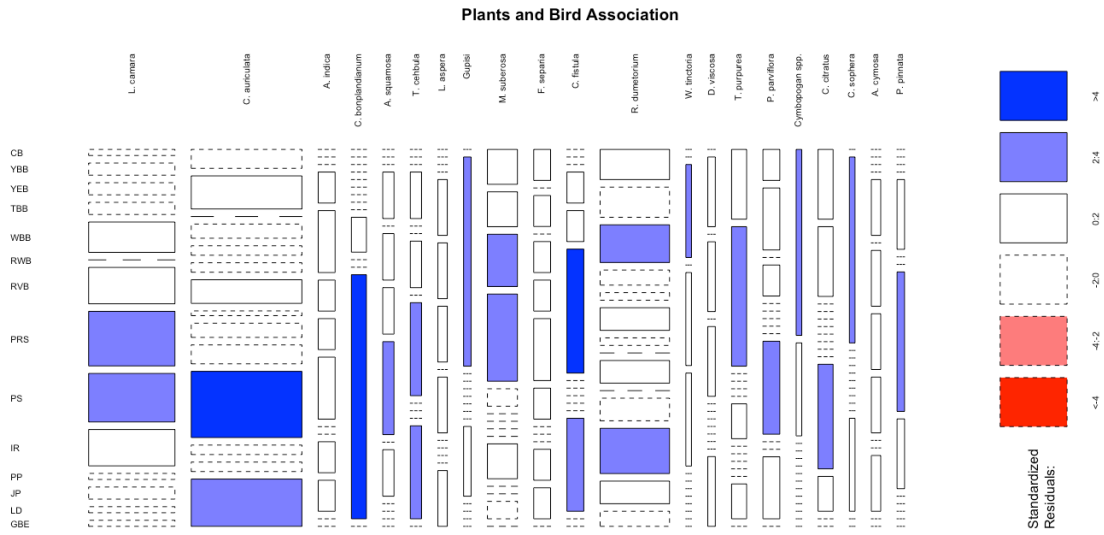 Plants and Bird Association
L. camara
C. auriculata
A. indica
C. bonplandianum
A. squamosa
T. cehbula
L. aspera
Gupisi
M. suberosa
F. separia
C. fistula
R. dumetorium
W. tinctoria
D. viscosa
T. purpurea
P. parviflora
Cymbopogan spp.
C. citratus
C. sophera
A. cymosa
P. pinnata
CB
YBB
YEB
TBB
WBB
RWB
RVB
PRS
PS
IR
PP
JP
LD
GBE
>4
2:4
0:2
-2:0
-4:-2
<-4
Standardized
Residuals: